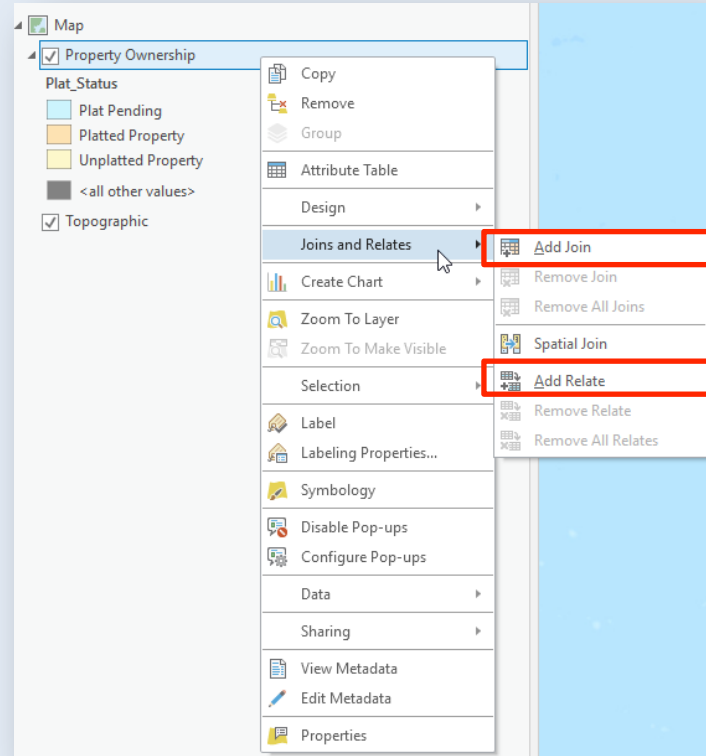 Map
Property Ownership
Plat_Status
Plat Pending
Platted Property
Unplatted Property
<all other values>
Topographic
Copy
Remove
Group
Attribute Table
Design
Joins and Relates
Create Chart
Zoom To Layer
Zoom To Make Visible
Selection
Label
Labeling Properties...
Symbology
Disable Pop-ups
Configure Pop-ups
Data
Sharing
View Metadata
Edit Metadata
Properties
Add Join
Remove Join
Remove All Joins
Spatial Join
Add Relate
Remove Relate
Remove All Relates